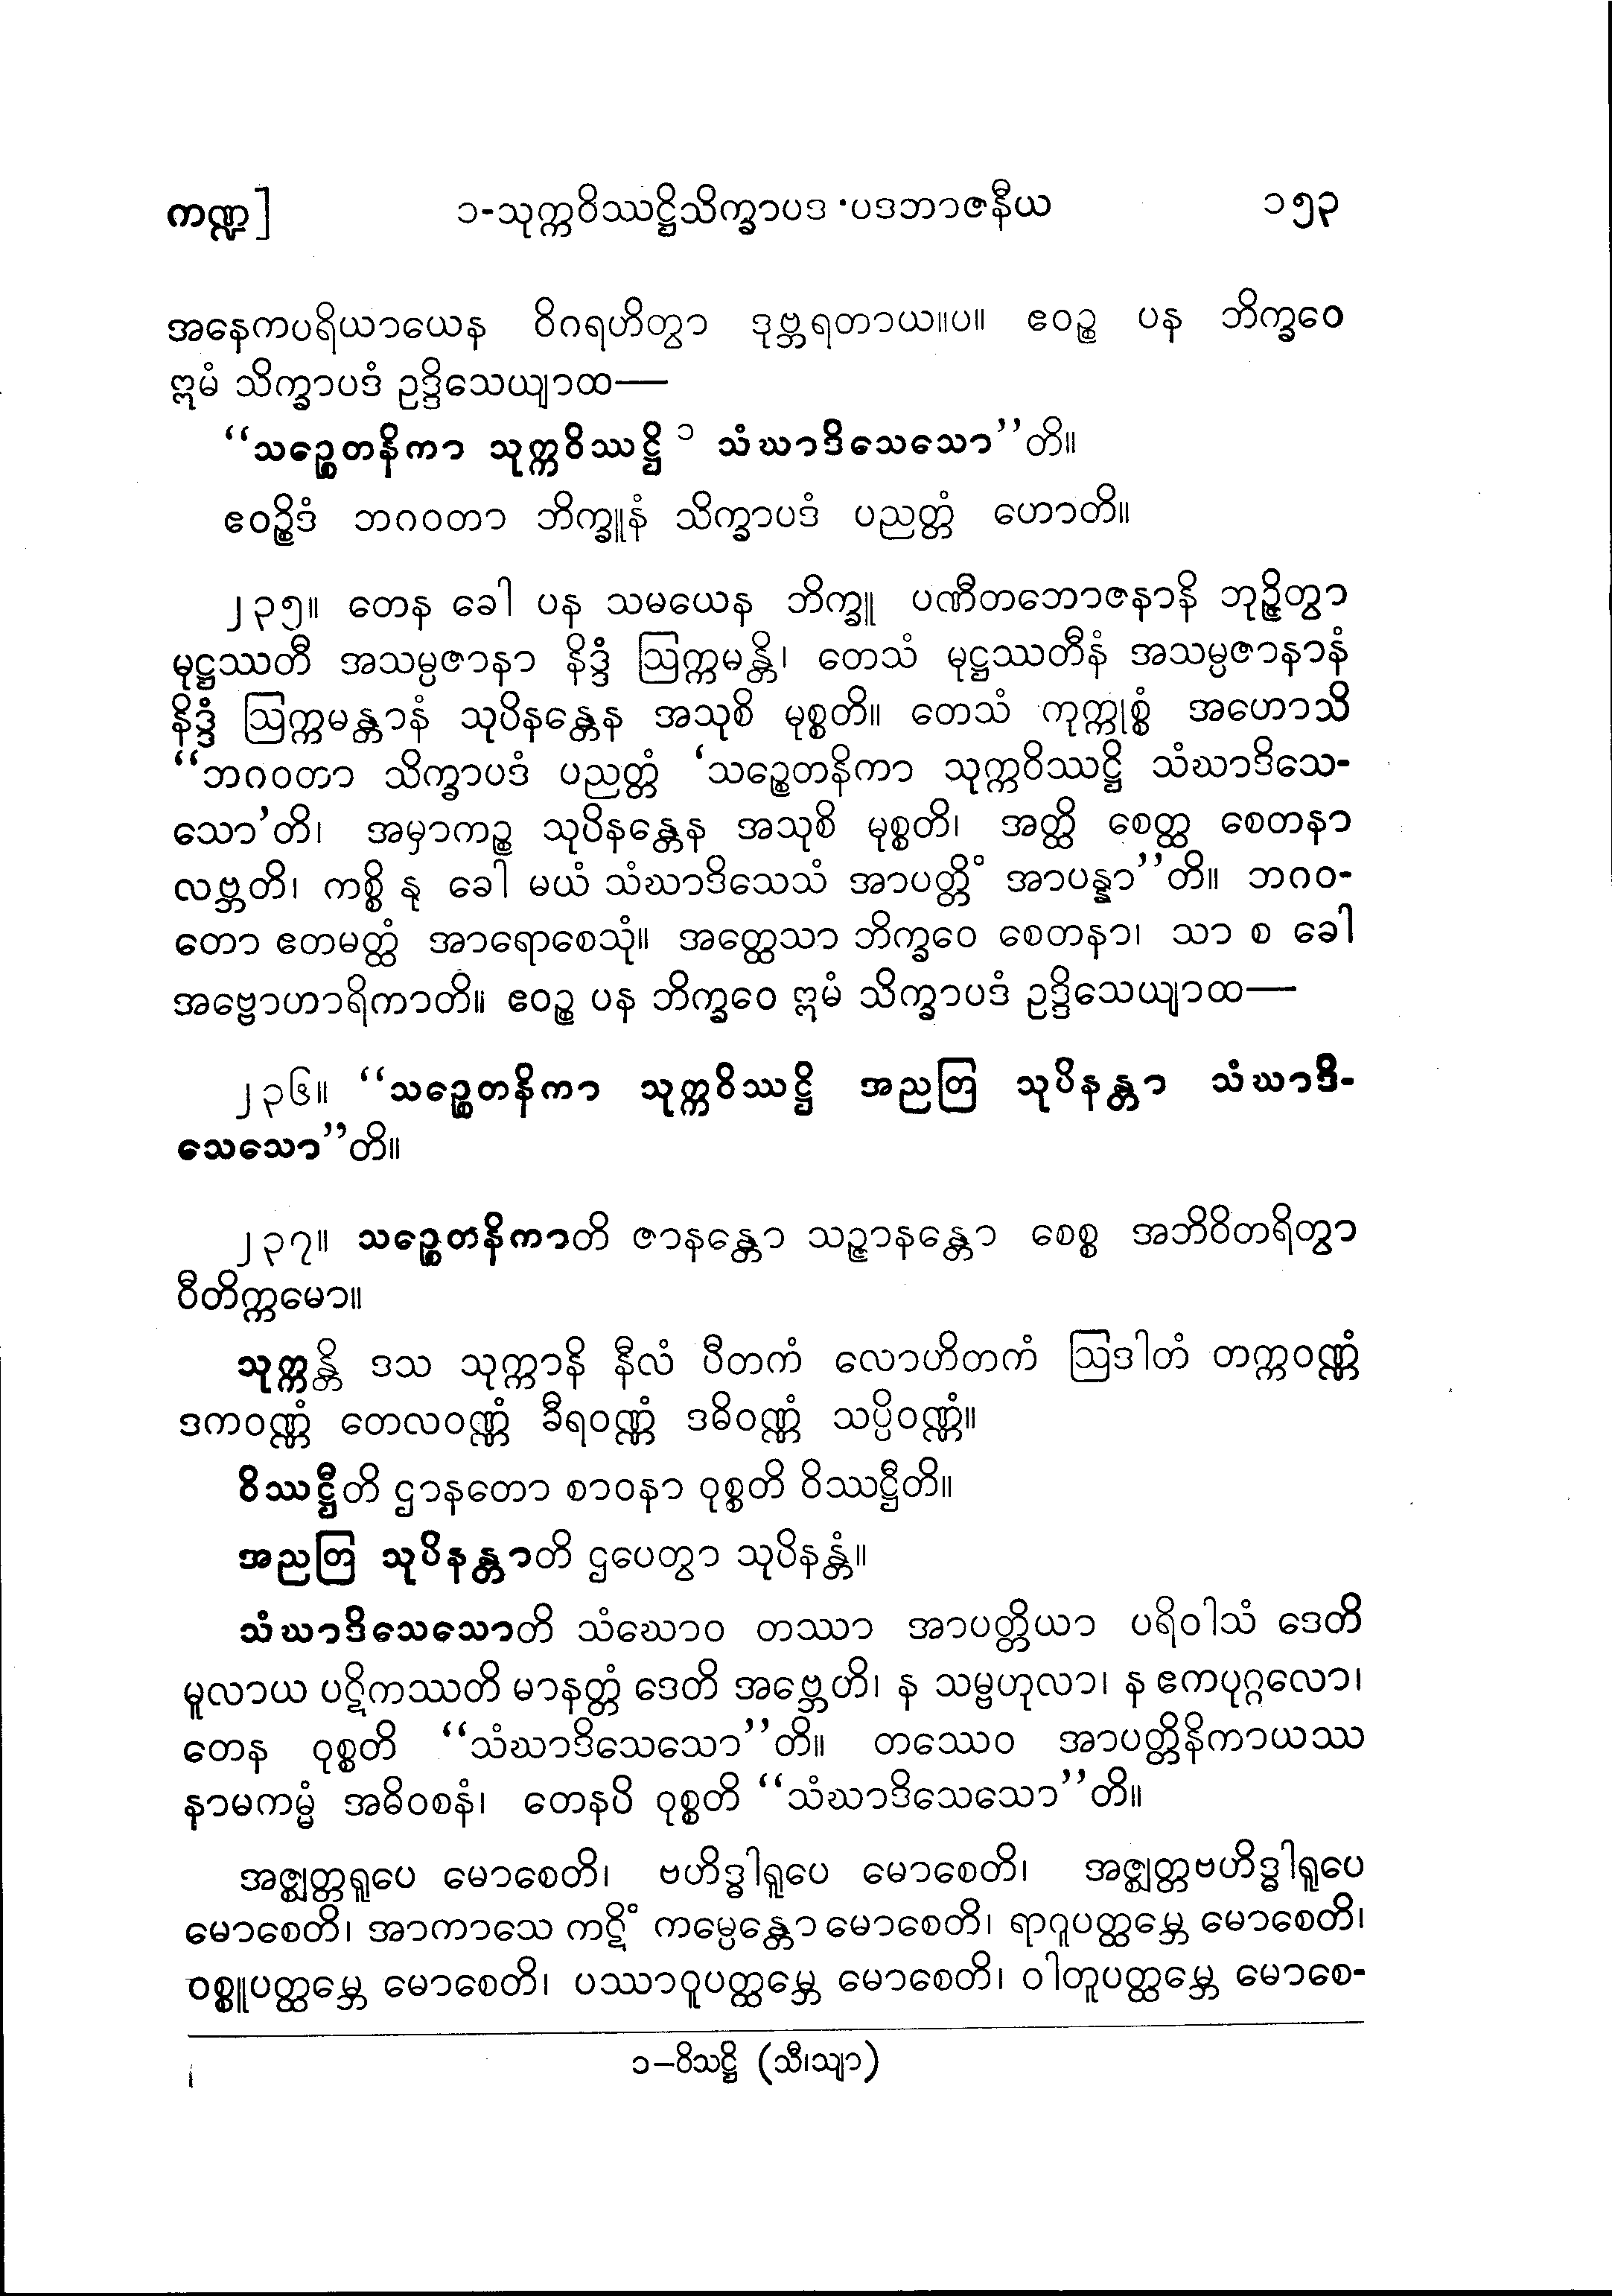 ကဏ္ဍ] ၁-သုက္ကဝိဿဋ္ဌိသိက္ခာပဒ ပဒဘာဇနီယ ၁၅၃
အနေကပရိယာယေန ဝိဂရဟိတွာ ဒုဗ္ဘရတာယ။ပ။ ဧဝဉ္စ ပန ဘိက္ခဝေ
ဣမံ သိက္ခာပဒံ ဥဒ္ဒိသေယျာထ—
“သဉ္စေတနိကာ သုက္ကဝိဿဋ္ဌိ ၁ သံဃာဒိသေသော”တိ။
ဧဝဉ္စိဒံ ဘဂဝတာ ဘိက္ခူနံ သိက္ခာပဒံ ပညတ္တံ ဟောတိ။
၂၃၅။ တေန ခေါ ပန သမယေန ဘိက္ခူ ပဏီတဘောဇနာနိ ဘုဉ္ဇိတွာ
မုဋ္ဌဿတီ အသမ္ပဇာနာ နိဒ္ဒံ ဩက္ကမန္တိ၊ တေသံ မုဋ္ဌဿတီနံ အသမ္ပဇာနာနံ
နိဒ္ဒံ ဩက္ကမန္တာနံ သုပိနန္တေန အသုစိ မုစ္စတိ။ တေသံ ကုက္ကုစ္စံ အဟောသိ
“ဘဂဝတာ သိက္ခာပဒံ ပညတ္တံ ‘သဉ္စေတနိကာ သုက္ကဝိဿဋ္ဌိ သံဃာဒိသေ-
သော’တိ၊ အမှာကဉ္စ သုပိနန္တေန အသုစိ မုစ္စတိ၊ အတ္ထိ စေတ္ထ စေတနာ
လဗ္ဘတိ၊ ကစ္စိ နု ခေါ မယံ သံဃာဒိသေသံ အာပတ္တိံ အာပန္နာ”တိ။ ဘဂဝ-
တော ဧတမတ္ထံ အာရောစေသုံ။ အတ္ထေသာ ဘိက္ခဝေ စေတနာ၊ သာ စ ခေါ
အဗ္ဗောဟာရိကာတိ။ ဧဝဉ္စ ပန ဘိက္ခဝေ ဣမံ သိက္ခာပဒံ ဥဒ္ဒိသေယျာထ—
၂၃၆။ “သဉ္စေတနိကာ သုက္ကဝိဿဋ္ဌိ အညတြ သုပိနန္တာ သံဃာဒိ-
သေသော”တိ။
၂၃၇။ သဉ္စေတနိကာတိ ဇာနန္တော သဉ္ဇာနန္တော စေစ္စ အဘိဝိတရိတွာ
ဝီတိက္ကမော။
သုက္ကန္တိ ဒသ သုက္ကာနိ နီလံ ပီတကံ လောဟိတကံ ဩဒါတံ တက္ကဝဏ္ဏံ
ဒကဝဏ္ဏံ တေလဝဏ္ဏံ ခီရဝဏ္ဏံ ဒဓိဝဏ္ဏံ သပ္ပိဝဏ္ဏံ။
ဝိဿဋ္ဌီတိ ဌာနတော စာဝနာ ဝုစ္စတိ ဝိဿဋ္ဌီတိ။
အညတြ သုပိနန္တာတိ ဌပေတွာ သုပိနန္တံ။
သံဃာဒိသေသောတိ သံဃောဝ တဿာ အာပတ္တိယာ ပရိဝါသံ ဒေတိ
မူလာယ ပဋိကဿတိ မာနတ္တံ ဒေတိ အဗ္ဘေတိ၊ န သမ္ဗဟုလာ၊ န ဧကပုဂ္ဂလော၊
တေန ဝုစ္စတိ “သံဃာဒိသေသော”တိ။ တဿေဝ အာပတ္တိနိကာယဿ
နာမကမ္မံ အဓိဝစနံ၊ တေနပိ ဝုစ္စတိ “သံဃာဒိသေသော”တိ။
အဇ္ဈတ္တရူပေ မောစေတိ၊ ဗဟိဒ္ဓါရူပေ မောစေတိ၊ အဇ္ဈတ္တဗဟိဒ္ဓါရူပေ
မောစေတိ၊ အာကာသေ ကဋိံ ကမ္ပေန္တော မောစေတိ၊ ရာဂူပတ္ထမ္ဘေ မောစေတိ၊
ဝစ္စူပတ္ထမ္ဘေ မောစေတိ၊ ပဿာဝူပတ္ထမ္ဘေ မောစေတိ၊ ဝါတူပတ္ထမ္ဘေ မောစေ-
၁–ဝိသဋ္ဌိ (သီ၊သျာ)